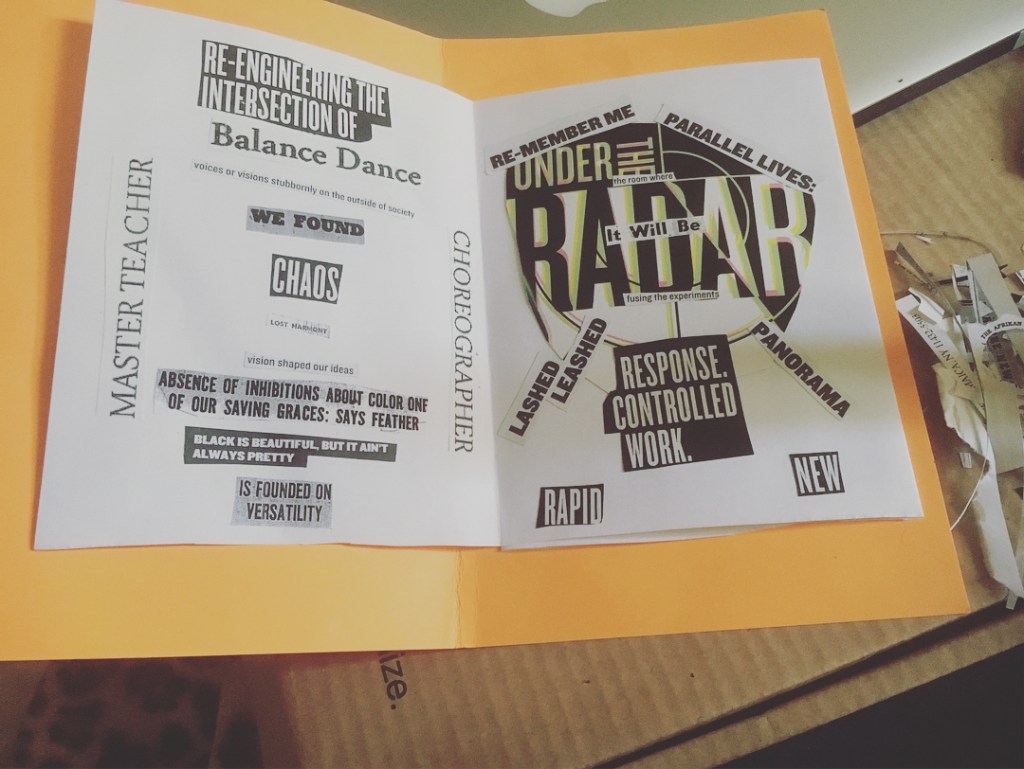 RE-ENGINEERING THE
INTERSECTION OF
Balance Dance
voices or visions stubbornly on the outside of society
WE FOUND
CHAOS
LOST HARMONY
vision shaped our ideas
ABSENCE OF INHIBITIONS ABOUT COLOR ONE
OF OUR SAVING GRACES: SAYS FEATHER
BLACK IS BEAUTIFUL, BUT IT AIN'T
ALWAYS PRETTY
IS FOUNDED ON
VERSATILITY
MASTER TEACHER
CHOREOGRAPHER
RE-MEMBER ME
PARALLEL LIVES:
UNDER THE
the room where
RADAR
It Will Be
fusing the experiments
LASHED
LEASHED
PANORAMA
RESPONSE.
CONTROLLED
WORK.
RAPID
NEW
ize.